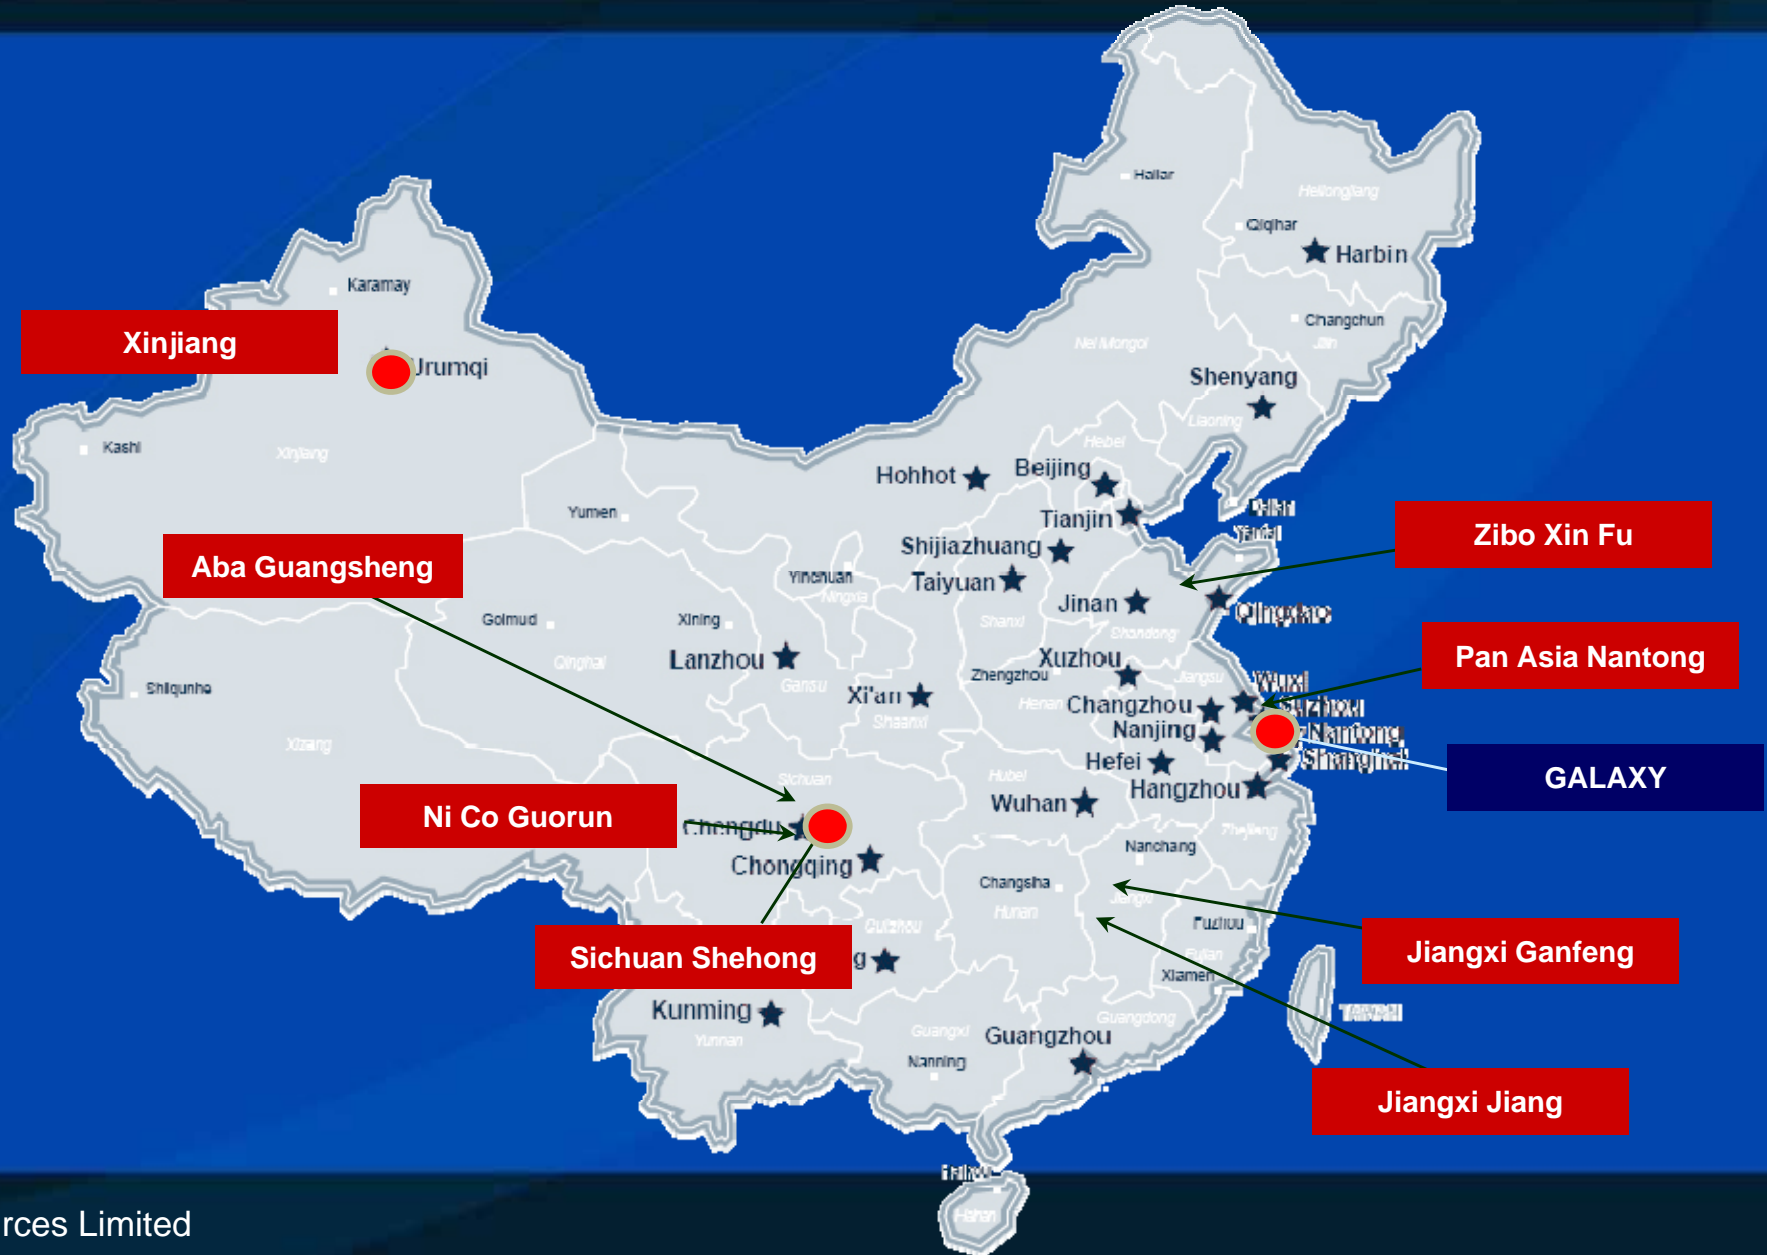 Hailar
Heilongjiang
Qiqihar
Harbin
Karamay
Changchun
Jilin
Xinjiang
Nei Mongol
Urumqi
Shenyang
Liaoning
Kashi
Xinjiang
Hebei
Hohhot
Beijing
Yumen
Dalian
Tianjin
Yantai
Zibo Xin Fu
Shijiazhuang
Aba Guangsheng
Yinchuan
Taiyuan
Ningxia
Jinan
Golmud
Xining
Shanxi
Qingdao
Shandong
Lanzhou
Xuzhou
Pan Asia Nantong
Qinghai
Zhengzhou
Jiangsu
Shiquanhe
Gansu
Wuxi
Xi'an
Henan
Changzhou
Suzhou
Shaanxi
Xizang
Nanjing
Nantong
Hefei
Shanghai
Sichuan
Hubei
GALAXY
Wuhan
Hangzhou
Ni Co Guorun
Chengdu
Zhejiang
Chongqing
Nanchang
Changsha
Jiangxi
Hunan
Guizhou
Fuzhou
Sichuan Shehong
g
Fujian
Jiangxi Ganfeng
Xiamen
Kunming
Taiwan
Yunnan
Guangxi
Guangdong
Guangzhou
Nanning
Jiangxi Jiang
Haikou
Hainan
rces Limited